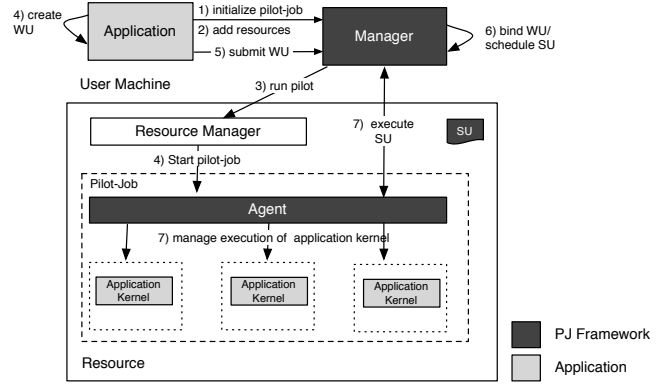 4) create
WU
Application
1) initialize pilot-job
2) add resources
5) submit WU
Manager
6) bind WU/
schedule SU
User Machine
3) run pilot
Resource Manager
7) execute
SU
SU
4) Start pilot-job
Pilot-Job
Agent
7) manage execution of application kernel
Application
Kernel
Application
Kernel
Application
Kernel
Resource
PJ Framework
Application